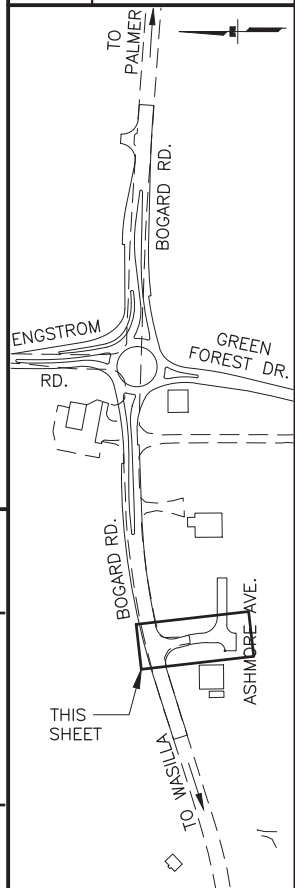 TO
PALMER
BOGARD RD.
ENGSTROM
RD.
GREEN
FOREST DR.
BOGARD RD.
ASHMORE AVE.
THIS
SHEET
TO WASILLA